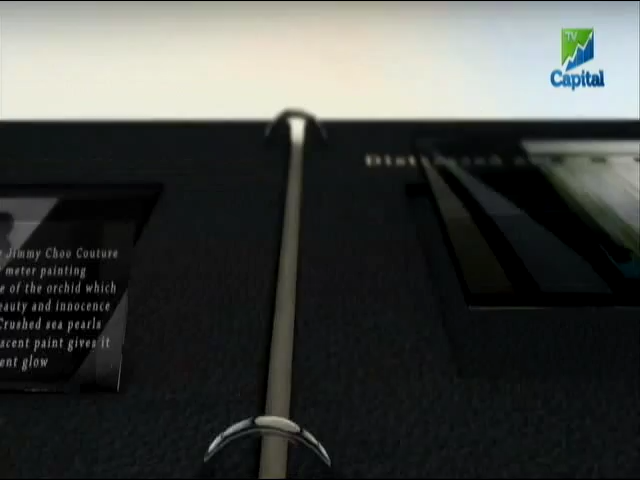 TV
Capital
Jimmy Choo Couture
meter painting
e of the orchid which
eauty and innocence
Crushed sea pearls
acent paint gives it
ent glow